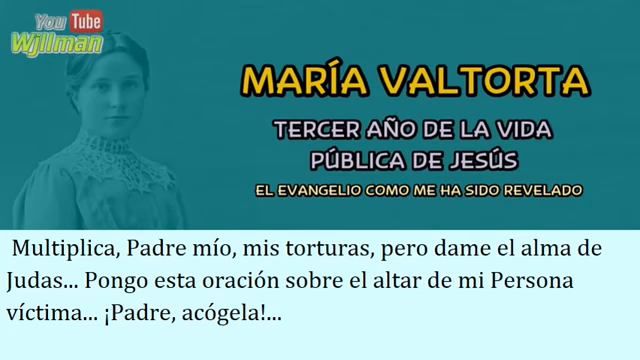 You Tube
Wjllman
MARÍA VALTORTA
TERCER AÑO DE LA VIDA
PÚBLICA DE JESÚS
EL EVANGELIO COMO ME HA SIDO REVELADO
Multiplica, Padre mío, mis torturas, pero dame el alma de
Judas... Pongo esta oración sobre el altar de mi Persona
víctima... ¡Padre, acógela!...